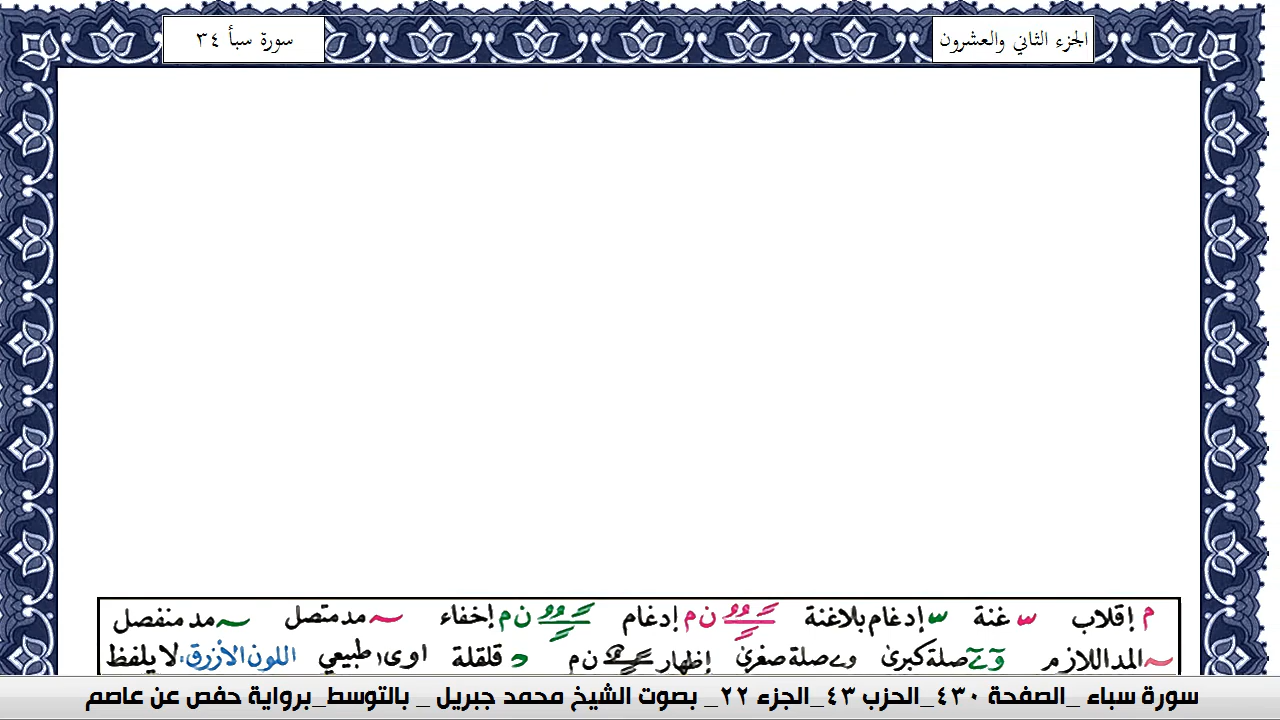 الجزء الثاني والعشرون
سورة سبأ ٣٤
م إقلاب س غنة س إدغام بلاغنة ن م إدغام ن م إخفاء ~ مد متصل ~ مد منفصل
~ المد اللازم وٓ ےٓ صلة كبرىٰ و ے صلة صغرىٰ إظهار ن م د قلقلة ا و ى طبيعي اللون الأزرق: لا يلفظ
سورة سباء _الصفحة ٤٣٠_الحزب ٤٣_الجزء ٢٢_ بصوت الشيخ محمد جبريل _ بالتوسط_برواية حفص عن عاصم